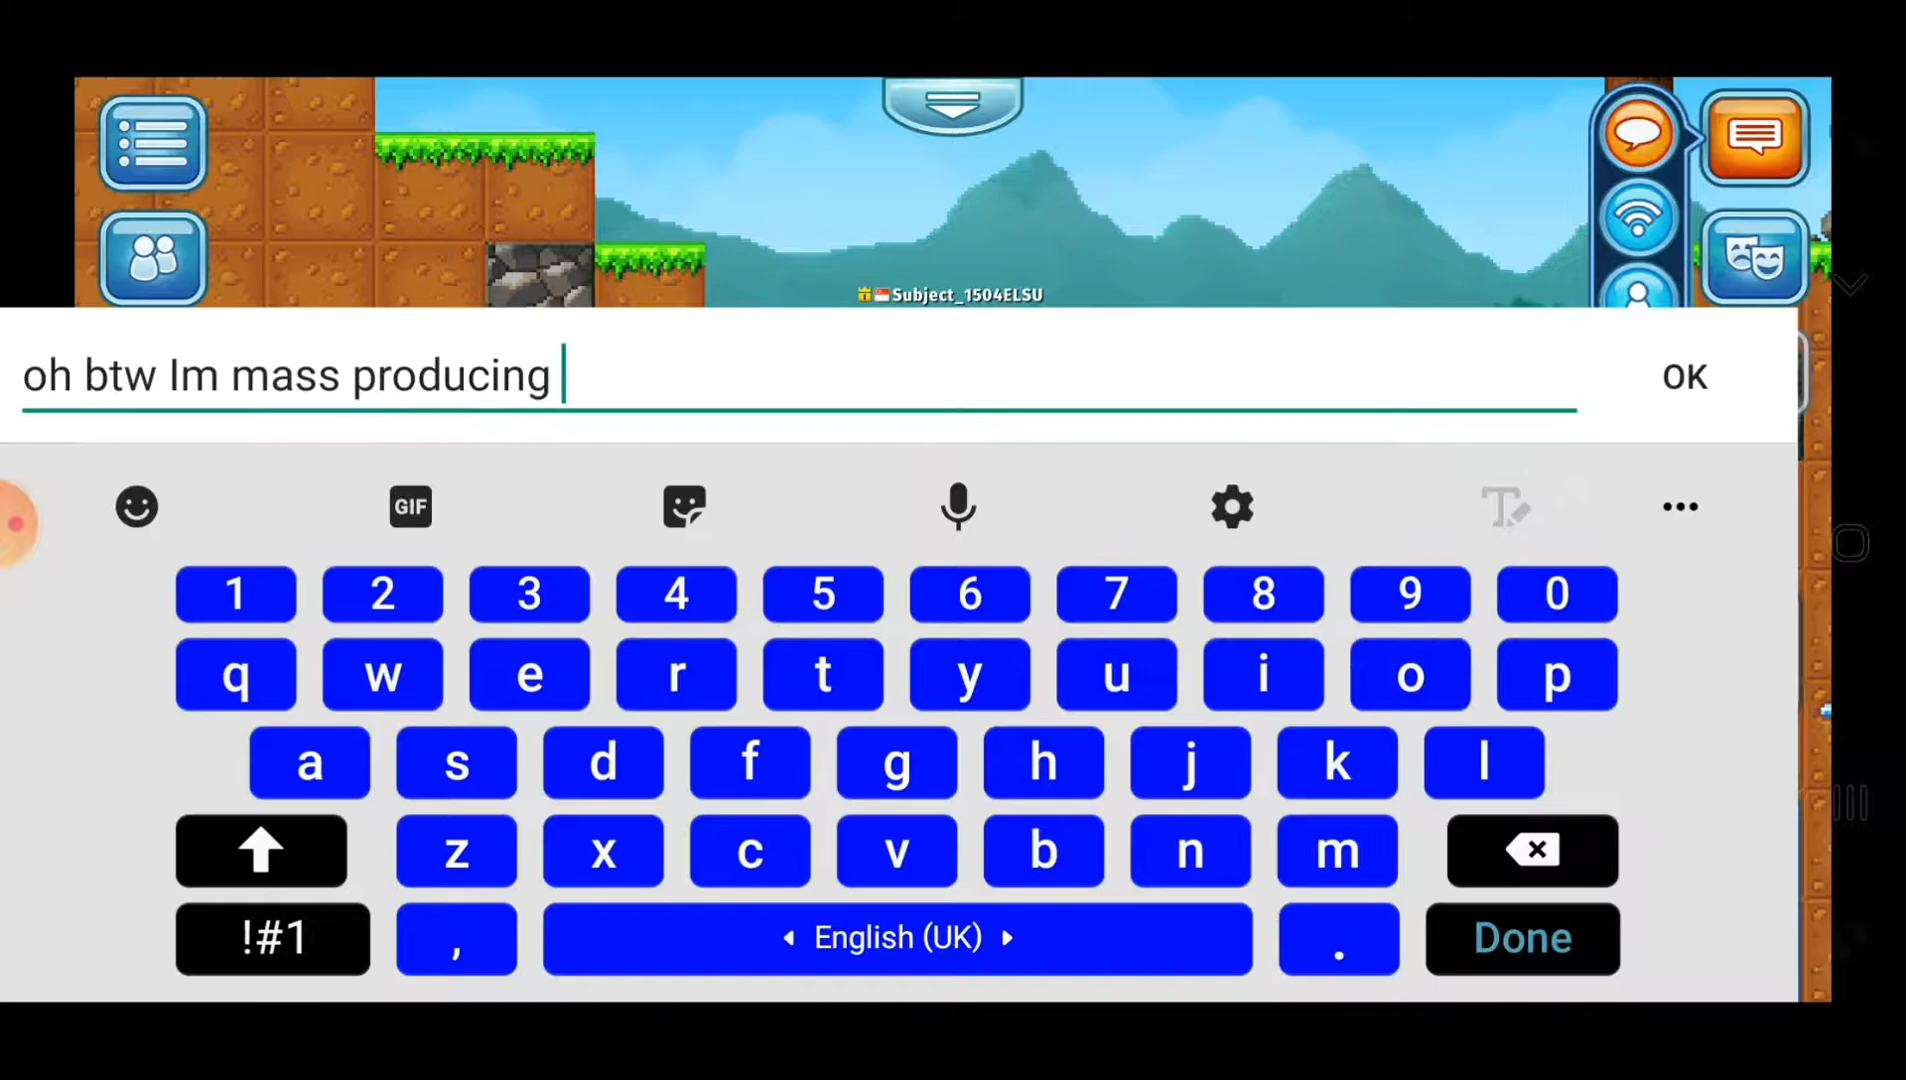 Subject_1504ELSU
oh btw Im mass producing
OK
GIF
1 2 3 4 5 6 7 8 9 0
q w e r t y u i o p
a s d f g h j k l
z x c v b n m
!#1 , English (UK) . Done